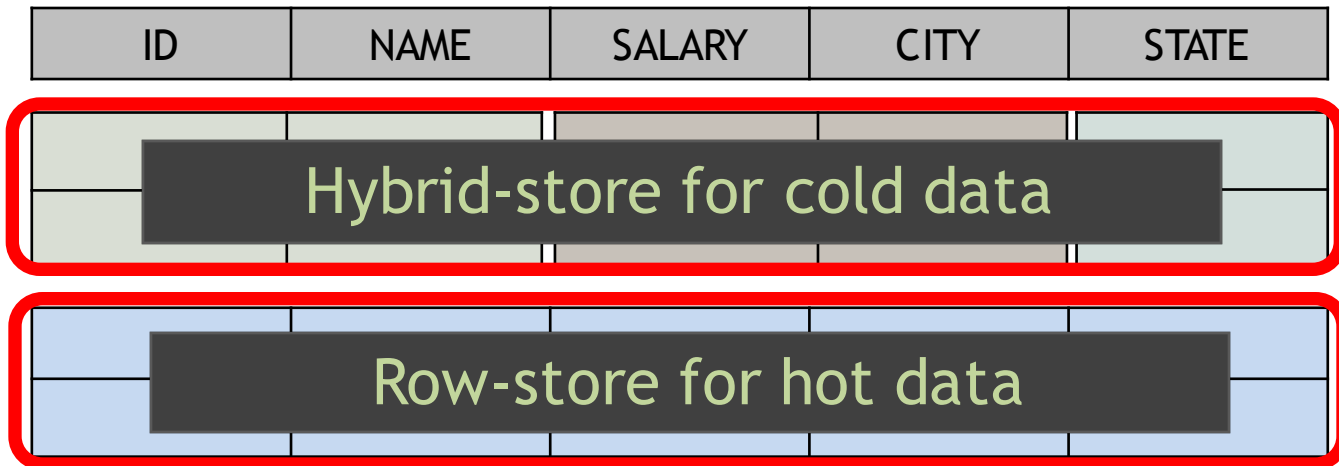 ID NAME SALARY CITY STATE
Hybrid-store for cold data
Row-store for hot data